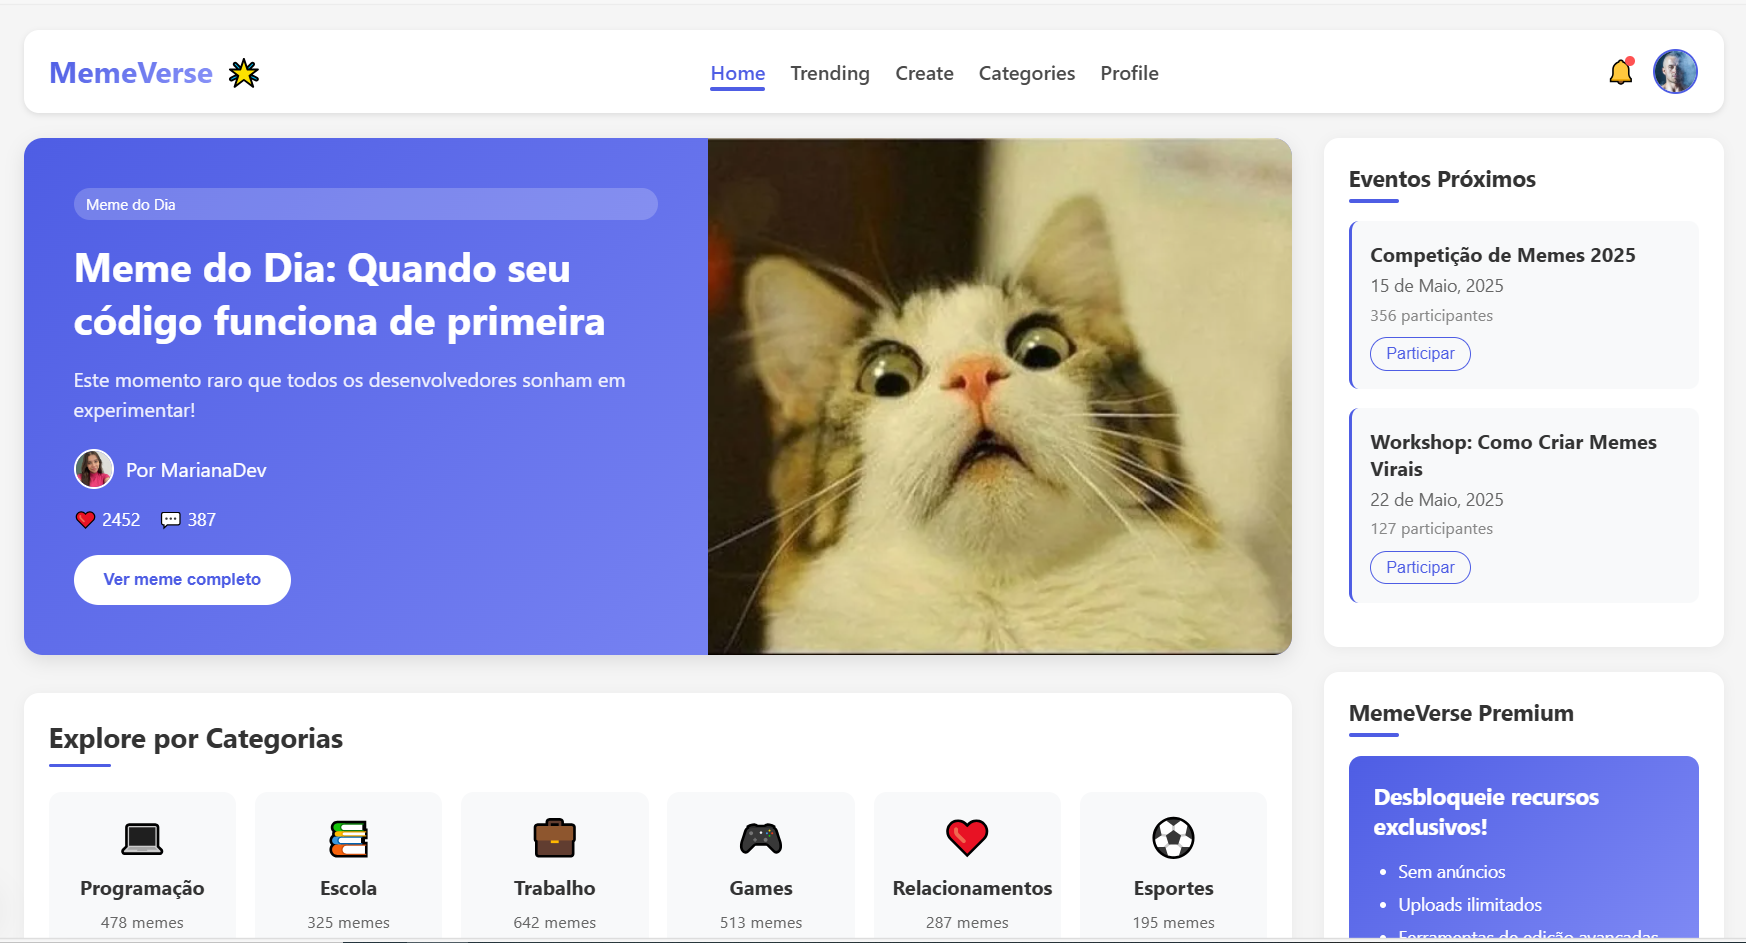 MemeVerse
Home
Trending
Create
Categories
Profile
Meme do Dia
Meme do Dia: Quando seu
código funciona de primeira
Este momento raro que todos os desenvolvedores sonham em
experimentar!
Por MarianaDev
2452
387
Ver meme completo
Eventos Próximos
Competição de Memes 2025
15 de Maio, 2025
356 participantes
Participar
Workshop: Como Criar Memes
Virais
22 de Maio, 2025
127 participantes
Participar
Explore por Categorias
Programação
478 memes
Escola
325 memes
Trabalho
642 memes
Games
513 memes
Relacionamentos
287 memes
Esportes
195 memes
MemeVerse Premium
Desbloqueie recursos
exclusivos!
Sem anúncios
Uploads ilimitados
Ferramentas de edição avançadas